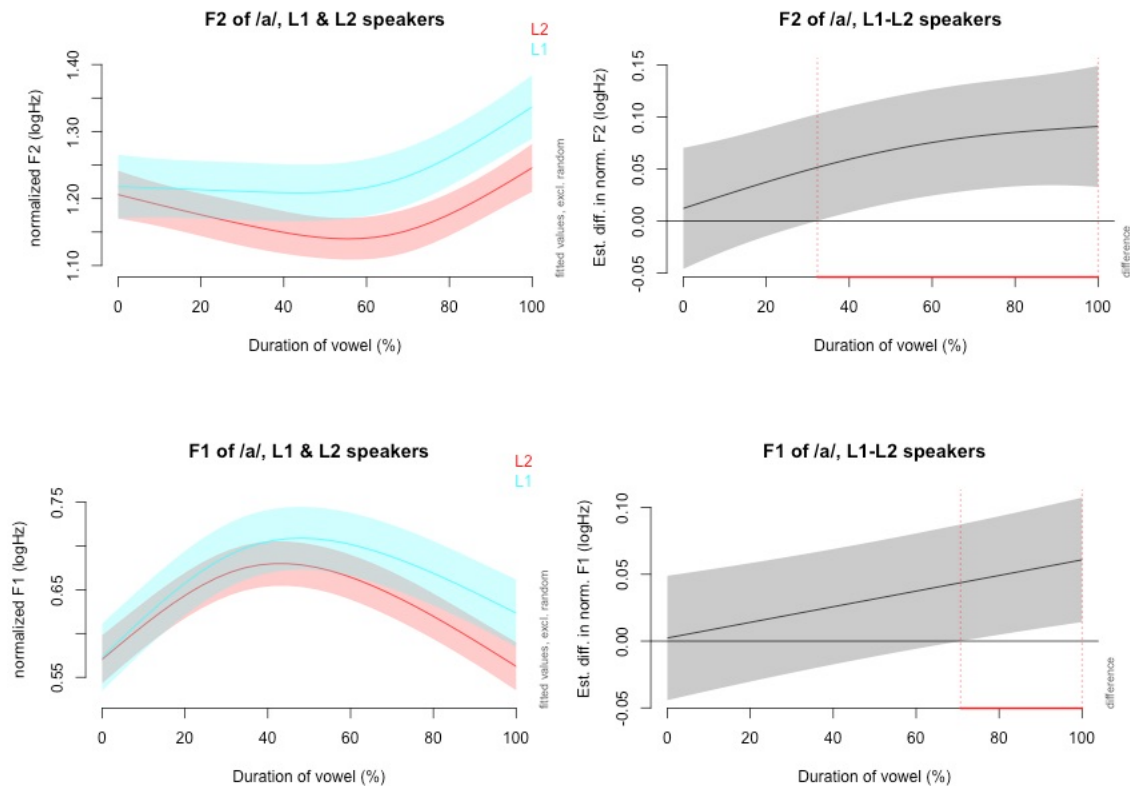 F2 of /a/, L1 & L2 speakers
L2
L1
normalized F2 (logHz)
1.40
1.30
1.20
1.10
0 20 40 60 80 100
Duration of vowel (%)
fitted values, excl. random
F2 of /a/, L1-L2 speakers
Est. diff. in norm. F2 (logHz)
0.15
0.10
0.05
0.00
-0.05
0 20 40 60 80 100
Duration of vowel (%)
difference
F1 of /a/, L1 & L2 speakers
L2
L1
normalized F1 (logHz)
0.75
0.65
0.55
0 20 40 60 80 100
Duration of vowel (%)
fitted values, excl. random
F1 of /a/, L1-L2 speakers
Est. diff. in norm. F1 (logHz)
0.10
0.05
0.00
-0.05
0 20 40 60 80 100
Duration of vowel (%)
difference